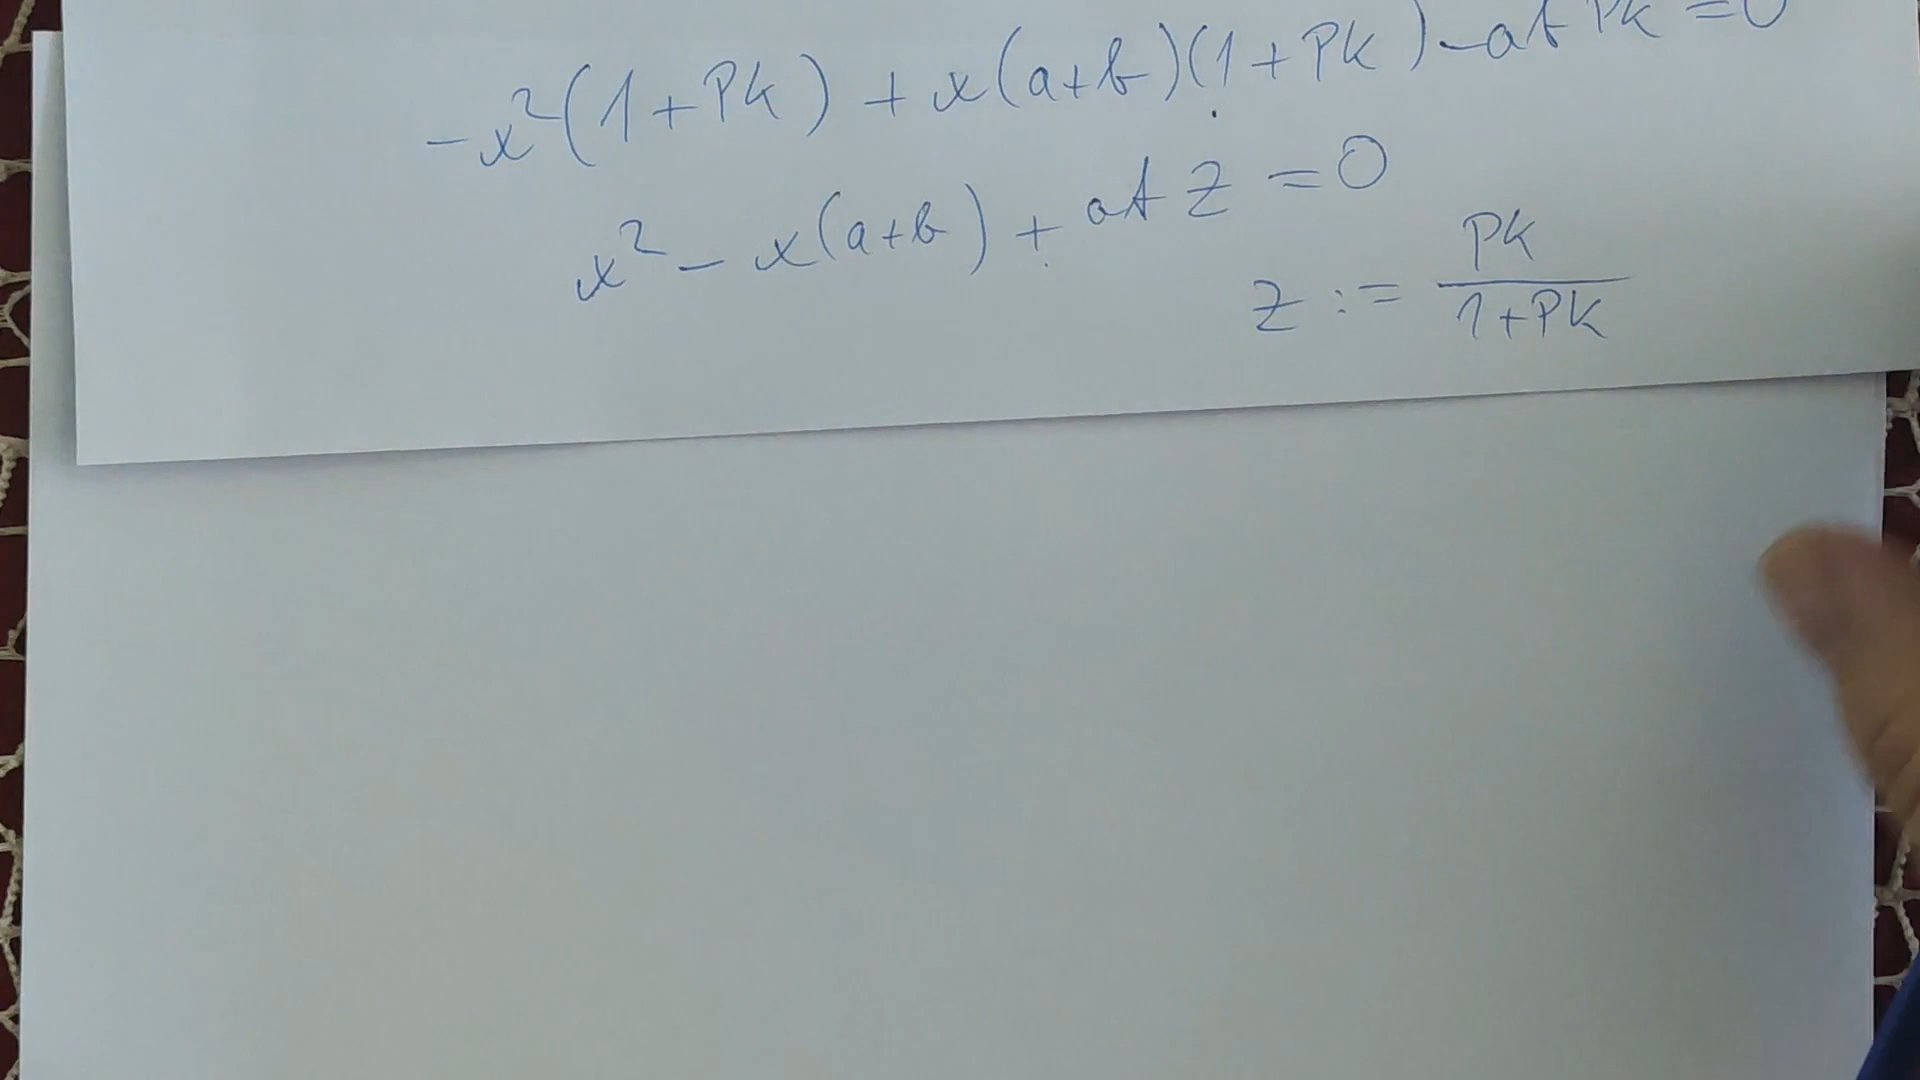 -x²(1+PK) + x(a+b)(1+PK) - ab PK = 0
x² - x(a+b) + ab z = 0
z := PK / (1+PK)